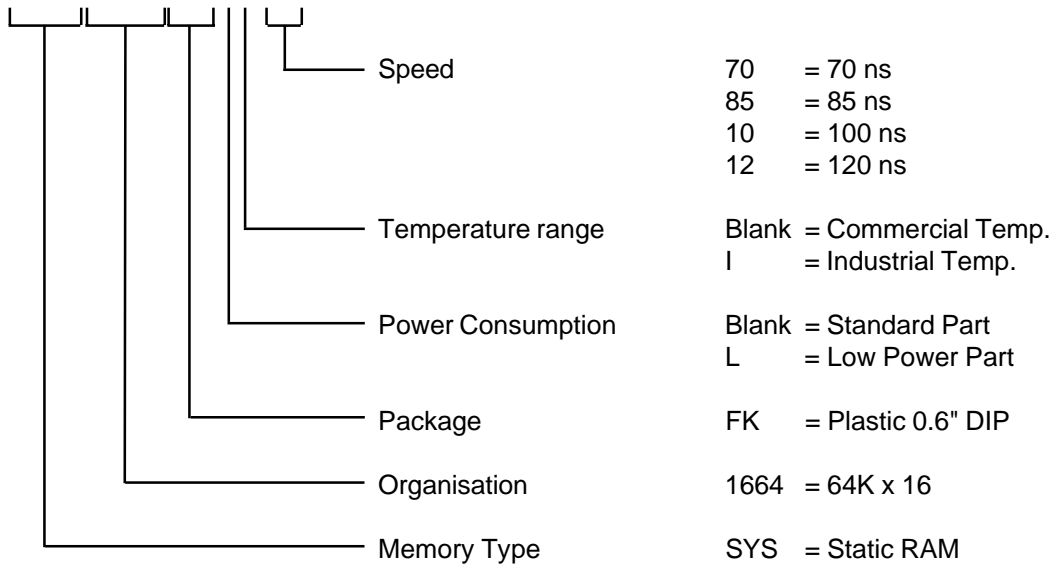 Speed 70 = 70 ns
85 = 85 ns
10 = 100 ns
12 = 120 ns
Temperature range Blank = Commercial Temp.
I = Industrial Temp.
Power Consumption Blank = Standard Part
L = Low Power Part
Package FK = Plastic 0.6" DIP
Organisation 1664 = 64K x 16
Memory Type SYS = Static RAM